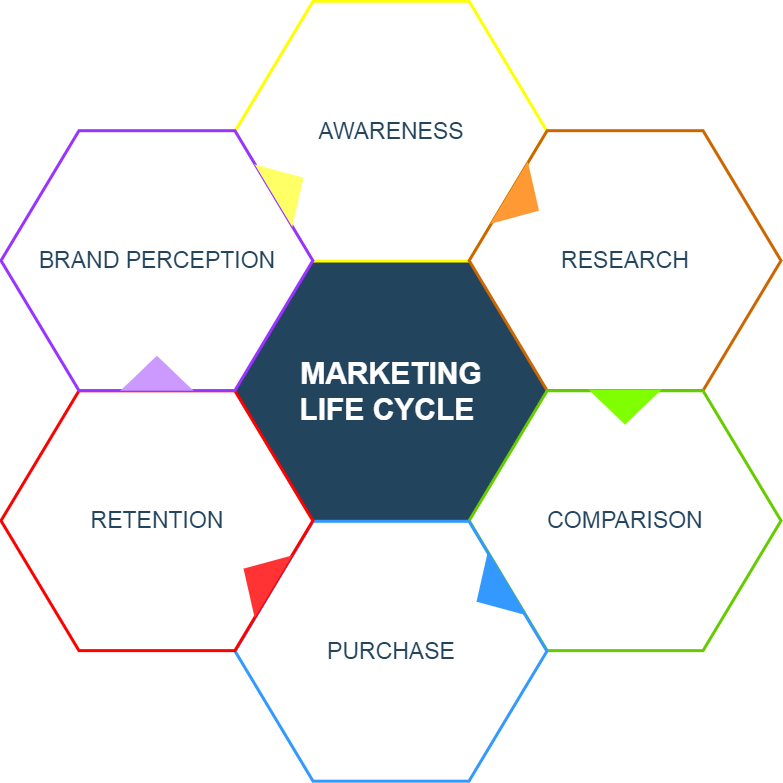 AWARENESS
RESEARCH
COMPARISON
PURCHASE
RETENTION
BRAND PERCEPTION
MARKETING
LIFE CYCLE